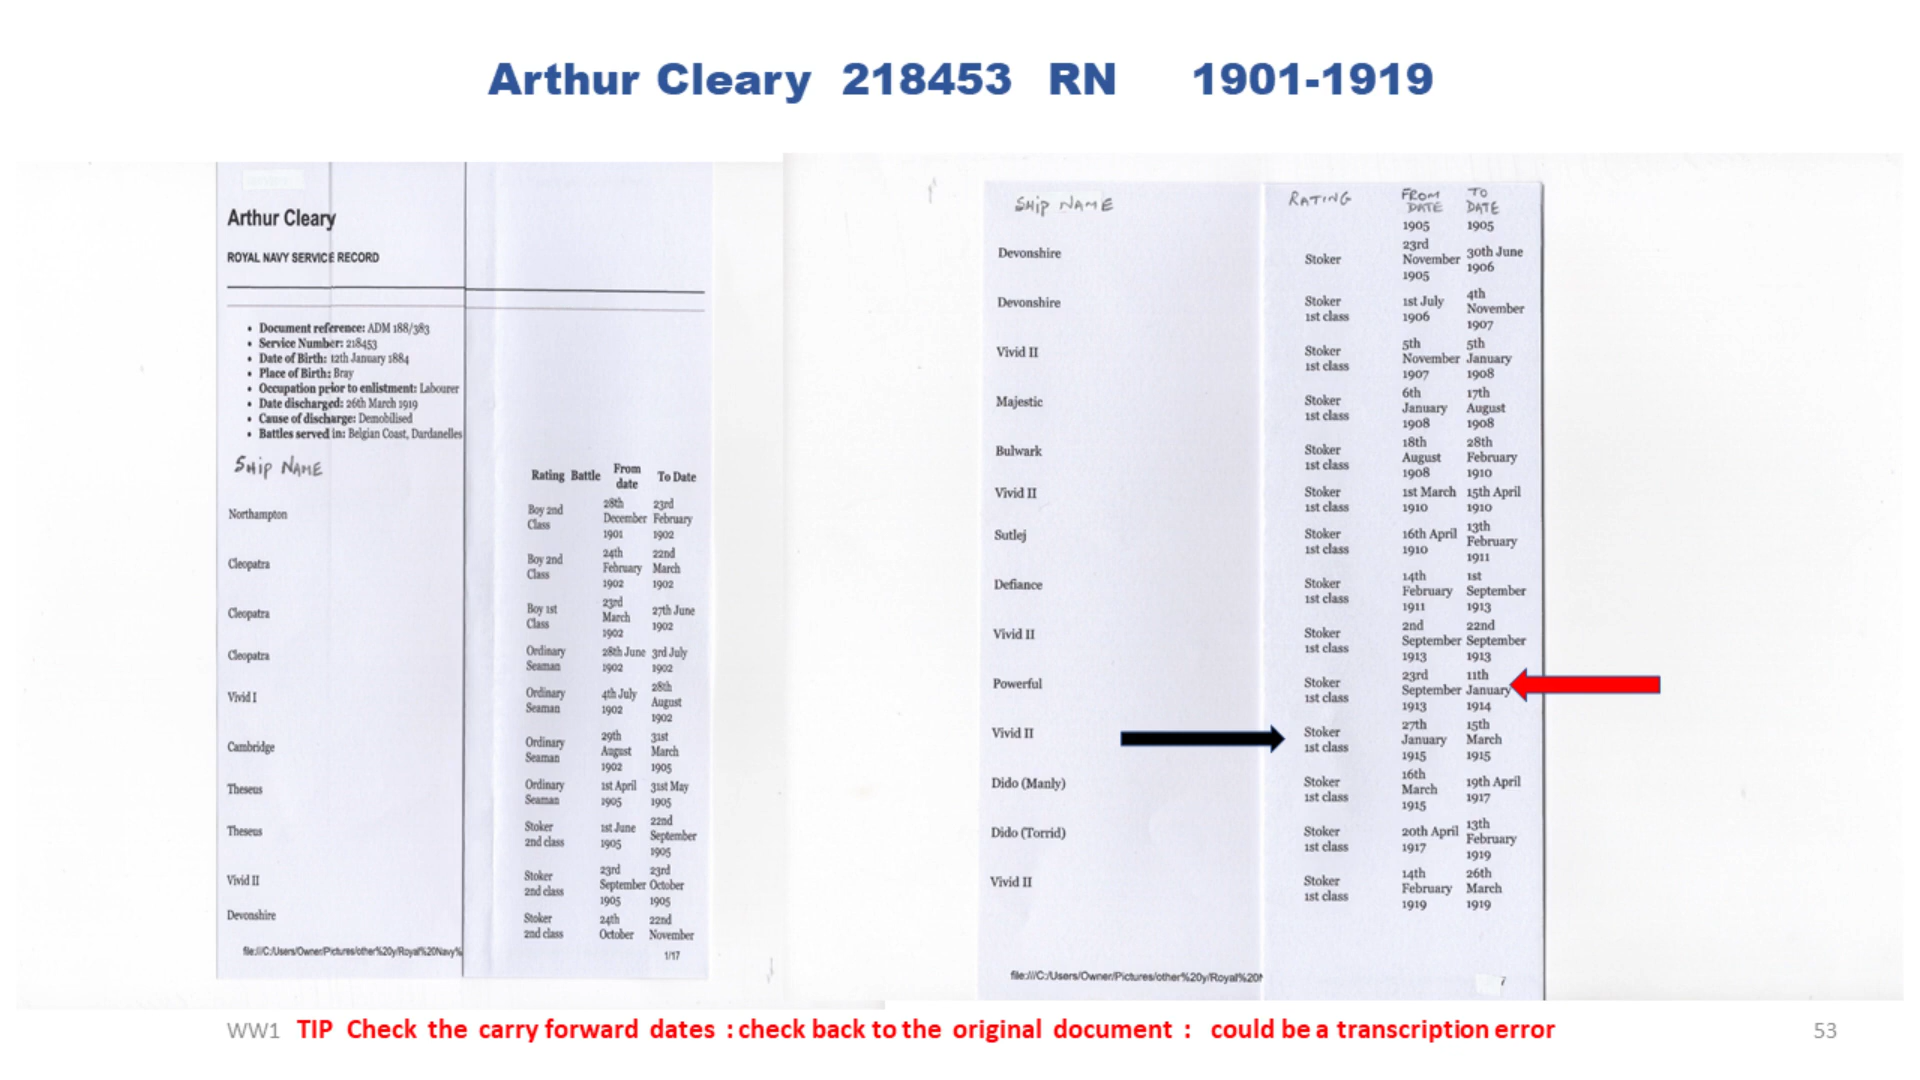 Arthur Cleary 218453 RN 1901-1919
Arthur Cleary
ROYAL NAVY SERVICE RECORD
• Document reference: ADM 188/383
• Service Number: 218453
• Date of Birth: 12th January 1884
• Place of Birth: Bray
• Occupation prior to enlistment: Labourer
• Date discharged: 26th March 1919
• Cause of discharge: Demobilised
• Battles served in: Belgian Coast, Dardanelles
SHIP NAME
Rating Battle From date To Date
Northampton Boy 2nd Class 28th December 1901 23rd February 1902
Cleopatra Boy 2nd Class 24th February 1902 22nd March 1902
Cleopatra Boy 1st Class 23rd March 1902 27th June 1902
Cleopatra Ordinary Seaman 28th June 1902 3rd July 1902
Vivid I Ordinary Seaman 4th July 1902 28th August 1902
Cambridge Ordinary Seaman 29th August 1902 31st March 1905
Theseus Ordinary Seaman 1st April 1905 31st May 1905
Theseus Stoker 2nd class 1st June 1905 22nd September 1905
Vivid II Stoker 2nd class 23rd September 1905 23rd October 1905
Devonshire Stoker 2nd class 24th October 22nd November
file:///C:/Users/Owner/Pictures/other%20y/Royal%20Navy%
1/17
SHIP NAME RATING FROM DATE TO DATE
1905 1905
Devonshire Stoker 23rd November 1905 30th June 1906
Devonshire Stoker 1st class 1st July 1906 4th November 1907
Vivid II Stoker 1st class 5th November 1907 5th January 1908
Majestic Stoker 1st class 6th January 1908 17th August 1908
Bulwark Stoker 1st class 18th August 1908 28th February 1910
Vivid II Stoker 1st class 1st March 1910 15th April 1910
Sutlej Stoker 1st class 16th April 1910 13th February 1911
Defiance Stoker 1st class 14th February 1911 1st September 1913
Vivid II Stoker 1st class 2nd September 1913 22nd September 1913
Powerful Stoker 1st class 23rd September 1913 11th January 1914
Vivid II Stoker 1st class 27th January 1915 15th March 1915
Dido (Manly) Stoker 1st class 16th March 1915 19th April 1917
Dido (Torrid) Stoker 1st class 20th April 1917 13th February 1919
Vivid II Stoker 1st class 14th February 1919 26th March 1919
file:///C:/Users/Owner/Pictures/other%20y/Royal%20
7
WW1 TIP Check the carry forward dates : check back to the original document : could be a transcription error
53